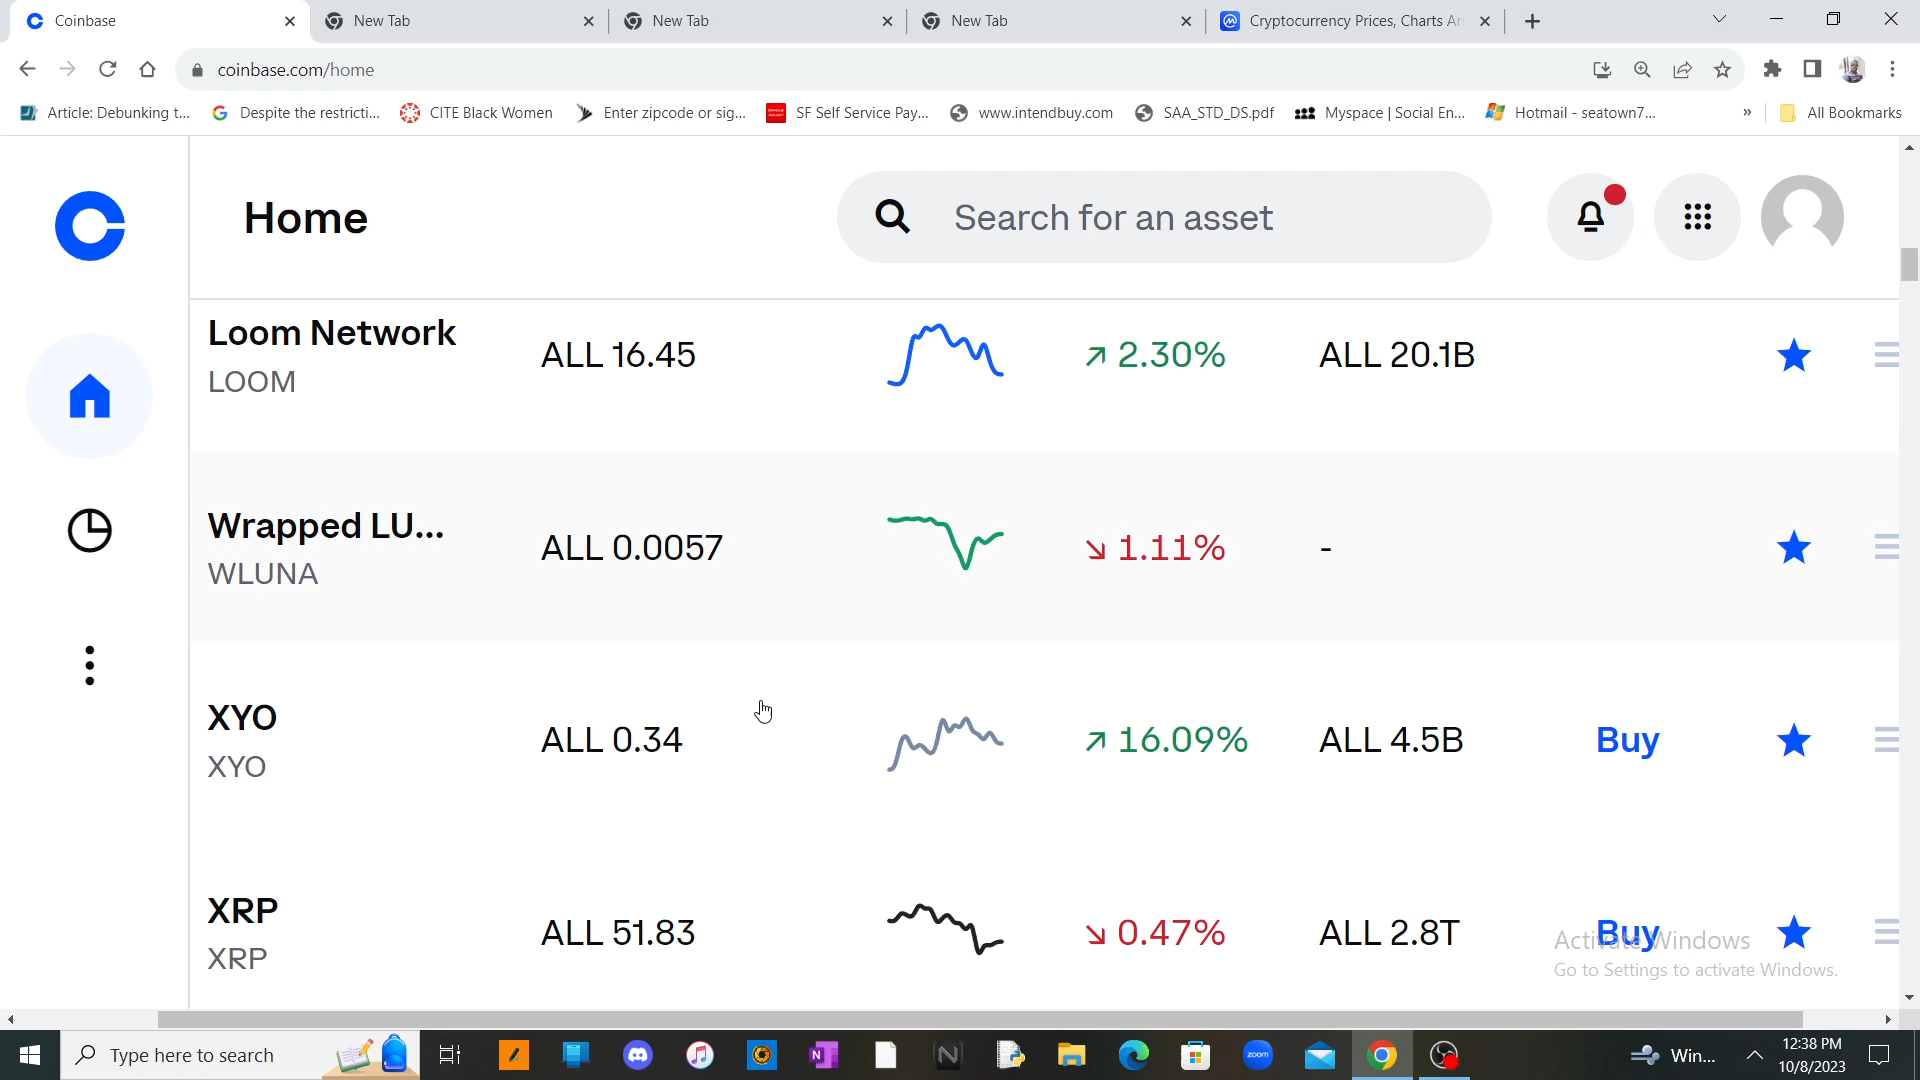 Coinbase
New Tab
New Tab
New Tab
Cryptocurrency Prices, Charts An
coinbase.com/home
Article: Debunking t...
Despite the restricti...
CITE Black Women
Enter zipcode or sig...
SF Self Service Pay...
www.intendbuy.com
SAA_STD_DS.pdf
Myspace | Social En...
Hotmail - seatown7...
»
All Bookmarks
Home
Search for an asset
Loom Network
LOOM
ALL 16.45
↗ 2.30%
ALL 20.1B
Wrapped LU...
WLUNA
ALL 0.0057
↘ 1.11%
-
XYO
XYO
ALL 0.34
↗ 16.09%
ALL 4.5B
Buy
XRP
XRP
ALL 51.83
↘ 0.47%
ALL 2.8T
Buy
Activate Windows
Go to Settings to activate Windows.
Type here to search
zoom
Win...
12:38 PM
10/8/2023